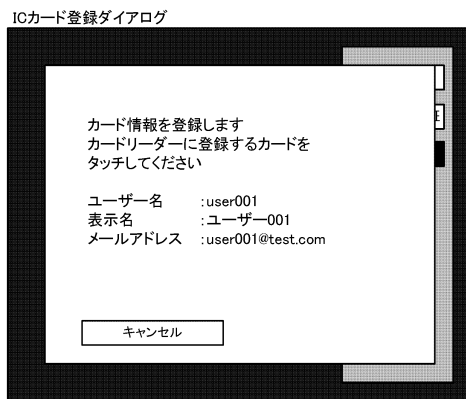 ICカード登録ダイアログ
カード情報を登録します
カードリーダーに登録するカードを
タッチしてください
ユーザー名 :user001
表示名 :ユーザー001
メールアドレス :user001@test.com
キャンセル